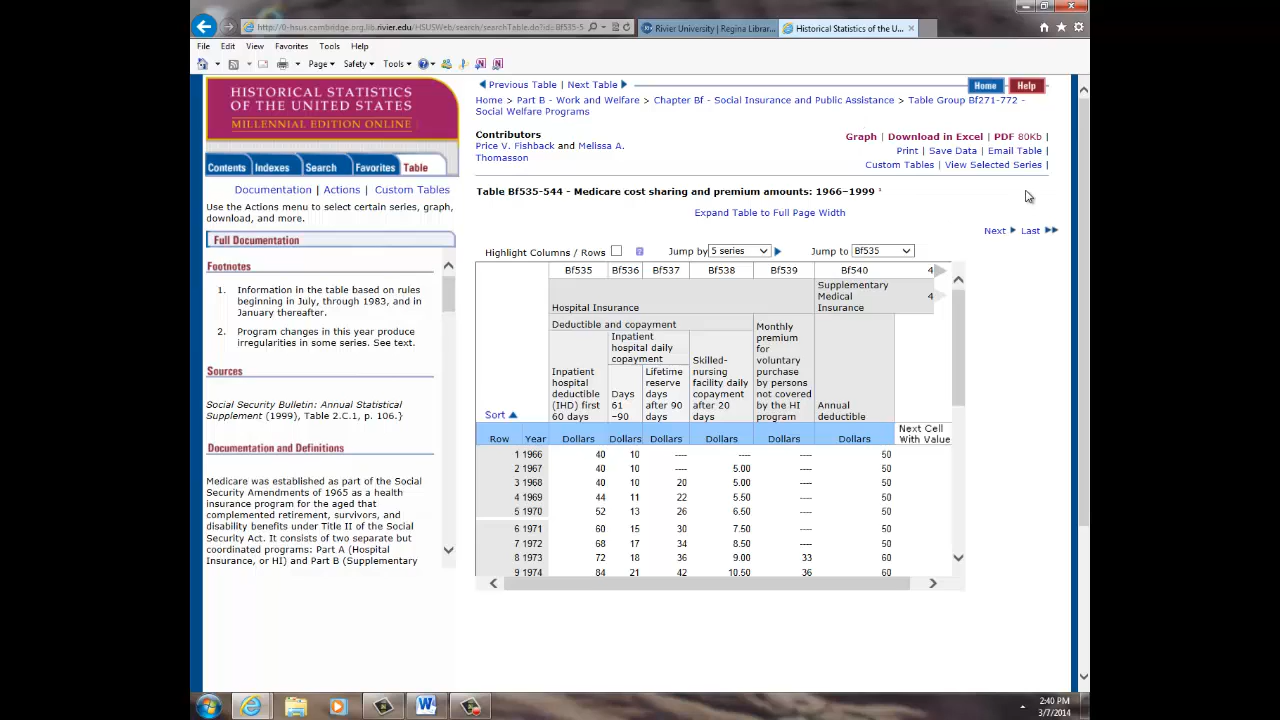 http://0-hsus.cambridge.org.lib.rivier.edu/HSUSWeb/search/searchTable.do?id=Bf535-5
Rivier University | Regina Librar...
Historical Statistics of the U...
File Edit View Favorites Tools Help
Page Safety Tools
HISTORICAL STATISTICS
OF THE UNITED STATES
MILLENNIAL EDITION ONLINE
Contents Indexes Search Favorites Table
Documentation | Actions | Custom Tables
Use the Actions menu to select certain series, graph,
download, and more.
Full Documentation
Footnotes
1. Information in the table based on rules
beginning in July, through 1983, and in
January thereafter.
2. Program changes in this year produce
irregularities in some series. See text.
Sources
Social Security Bulletin: Annual Statistical
Supplement (1999), Table 2.C.1, p. 106.}
Documentation and Definitions
Medicare was established as part of the Social
Security Amendments of 1965 as a health
insurance program for the aged that
complemented retirement, survivors, and
disability benefits under Title II of the Social
Security Act. It consists of two separate but
coordinated programs: Part A (Hospital
Insurance, or HI) and Part B (Supplementary
Previous Table | Next Table
Home Help
Home > Part B - Work and Welfare > Chapter Bf - Social Insurance and Public Assistance > Table Group Bf271-772 -
Social Welfare Programs
Contributors
Price V. Fishback and Melissa A.
Thomasson
Graph | Download in Excel | PDF 80Kb |
Print | Save Data | Email Table |
Custom Tables | View Selected Series |
Table Bf535-544 - Medicare cost sharing and premium amounts: 1966–1999 ¹
Expand Table to Full Page Width
Next Last
Highlight Columns / Rows ? Jump by 5 series Jump to Bf535
Bf535 Bf536 Bf537 Bf538 Bf539 Bf540 4
Hospital Insurance
Supplementary
Medical 4
Insurance
Deductible and copayment
Inpatient
hospital daily
copayment
Inpatient
hospital
deductible
(IHD) first
60 days
Days
61
–90
Lifetime
reserve
days
after 90
days
Skilled-
nursing
facility daily
copayment
after 20
days
Monthly
premium
for
voluntary
purchase
by persons
not covered
by the HI
program
Annual
deductible
Sort
Next Cell
With Value
Row Year Dollars Dollars Dollars Dollars Dollars Dollars
1 1966 40 10 ---- ---- ---- 50
2 1967 40 10 ---- 5.00 ---- 50
3 1968 40 10 20 5.00 ---- 50
4 1969 44 11 22 5.50 ---- 50
5 1970 52 13 26 6.50 ---- 50
6 1971 60 15 30 7.50 ---- 50
7 1972 68 17 34 8.50 ---- 50
8 1973 72 18 36 9.00 33 60
9 1974 84 21 42 10.50 36 60
2:40 PM
3/7/2014